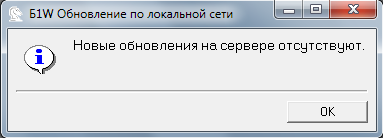 Б1W Обновление по локальной сети
Новые обновления на сервере отсутствуют.
OK